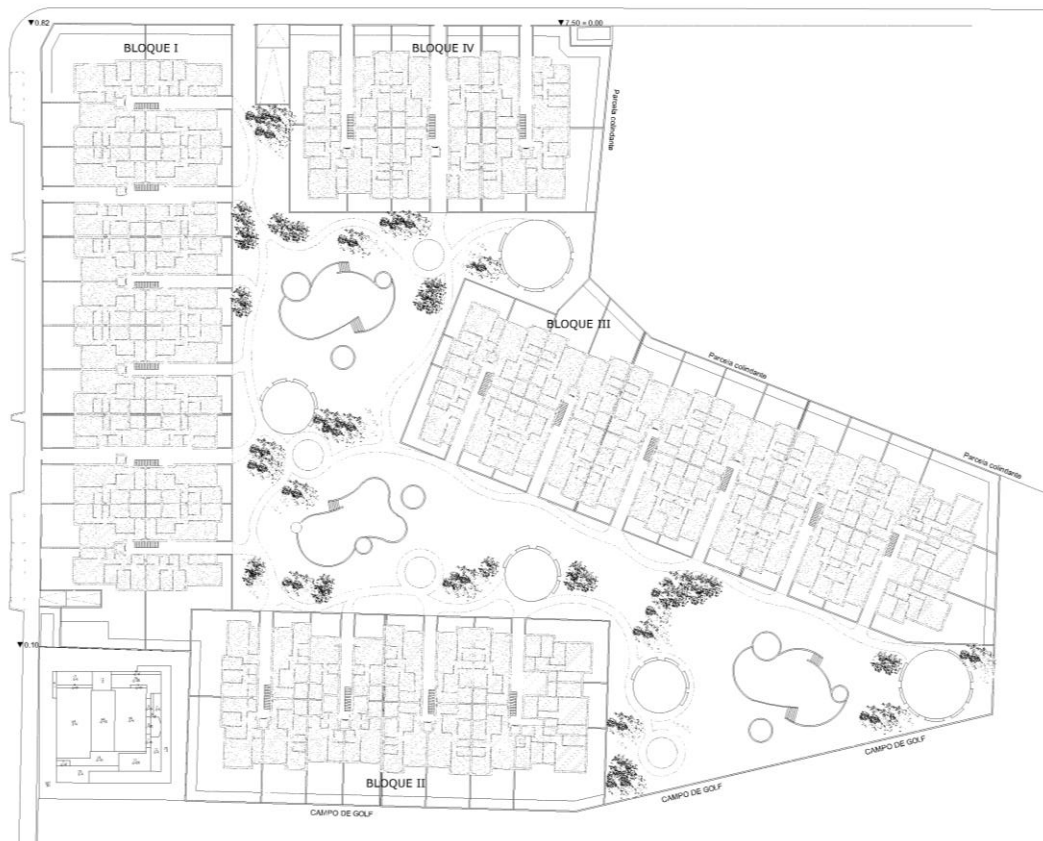 ▼0.82
▼7.50 = 0.00
BLOQUE I
BLOQUE IV
Parcela colindante
BLOQUE III
Parcela colindante
Parcela colindante
▼0.10
BLOQUE II
CAMPO DE GOLF
CAMPO DE GOLF
CAMPO DE GOLF